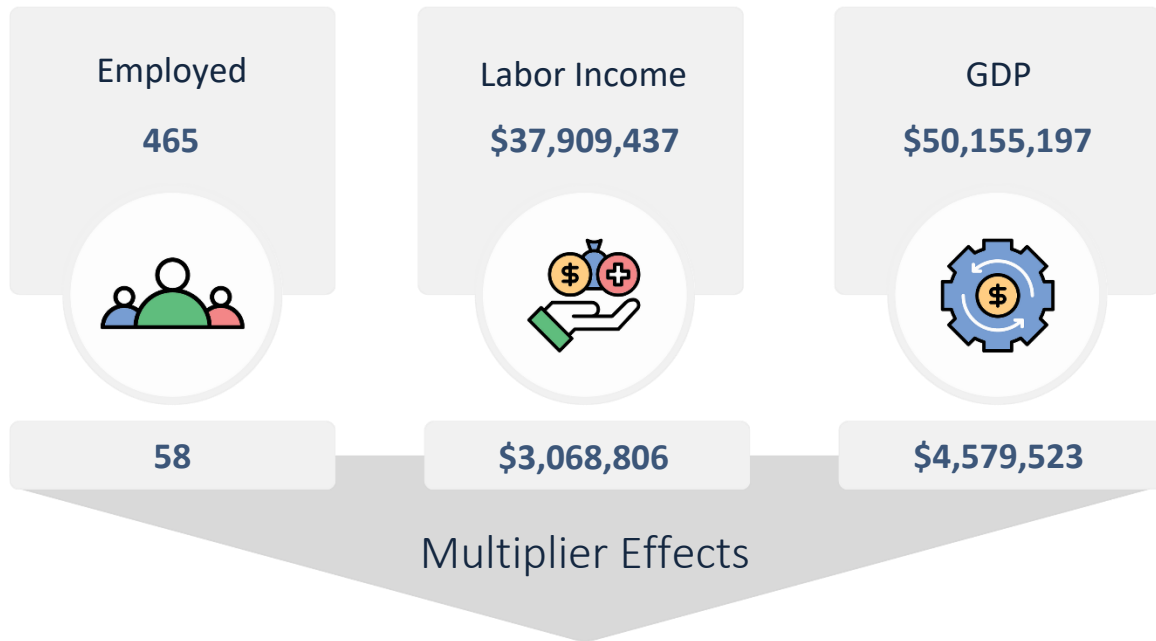 Employed
465
Labor Income
$37,909,437
GDP
$50,155,197
$
$
58
$3,068,806
$4,579,523
Multiplier Effects